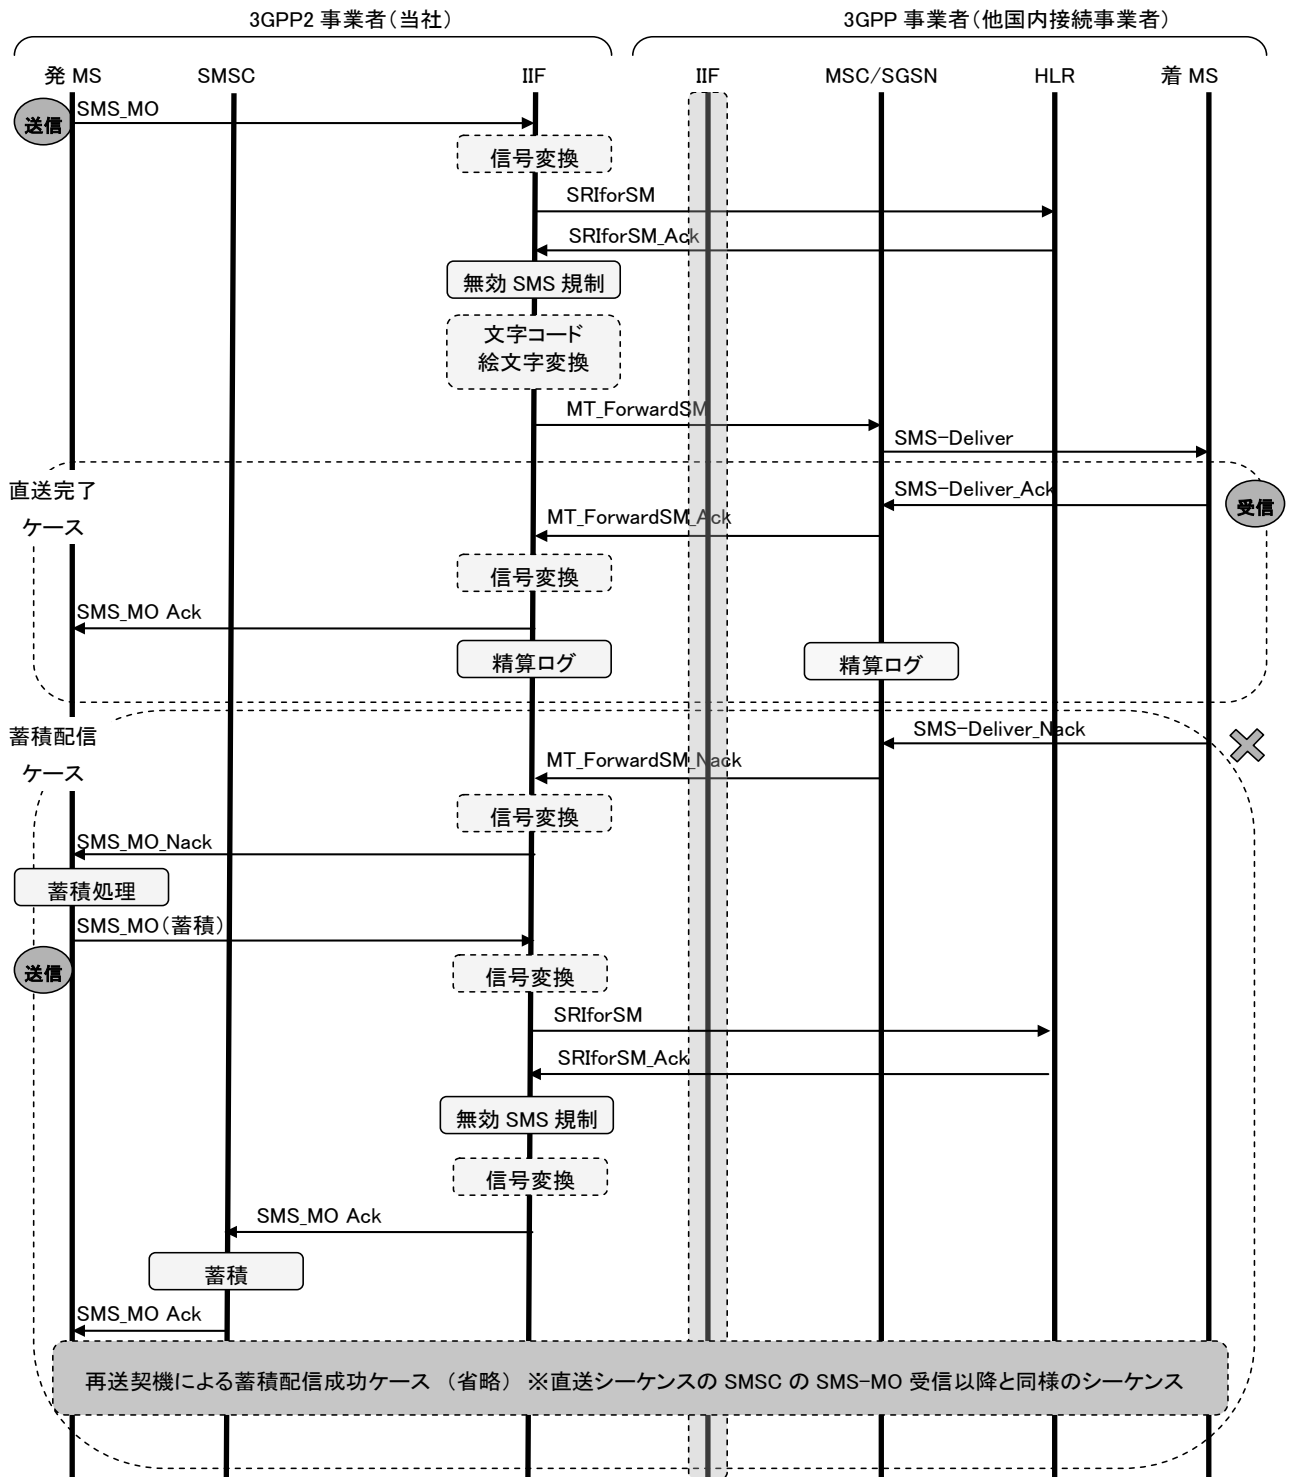 3GPP2 事業者（当社）
3GPP 事業者（他国内接続事業者）
発 MS
SMSC
IIF
IIF
MSC/SGSN
HLR
着 MS
SMS_MO
送信
信号変換
SRIforSM
SRIforSM_Ack
無効 SMS 規制
文字コード
絵文字変換
MT_ForwardSM
SMS-Deliver
直送完了
ケース
SMS-Deliver_Ack
受信
MT_ForwardSM_Ack
信号変換
SMS_MO Ack
精算ログ
精算ログ
蓄積配信
ケース
SMS-Deliver_Nack
MT_ForwardSM_Nack
信号変換
SMS_MO_Nack
蓄積処理
SMS_MO（蓄積）
送信
信号変換
SRIforSM
SRIforSM_Ack
無効 SMS 規制
信号変換
SMS_MO Ack
蓄積
SMS_MO Ack
再送契機による蓄積配信成功ケース （省略） ※直送シーケンスの SMSC の SMS-MO 受信以降と同様のシーケンス